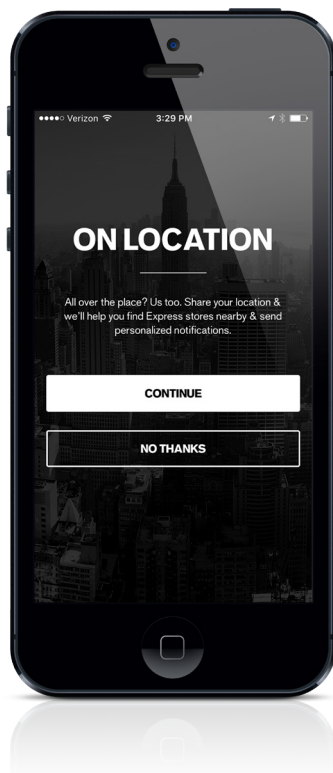 Verizon 3:29 PM
ON LOCATION
All over the place? Us too. Share your location &
we'll help you find Express stores nearby & send
personalized notifications.
CONTINUE
NO THANKS